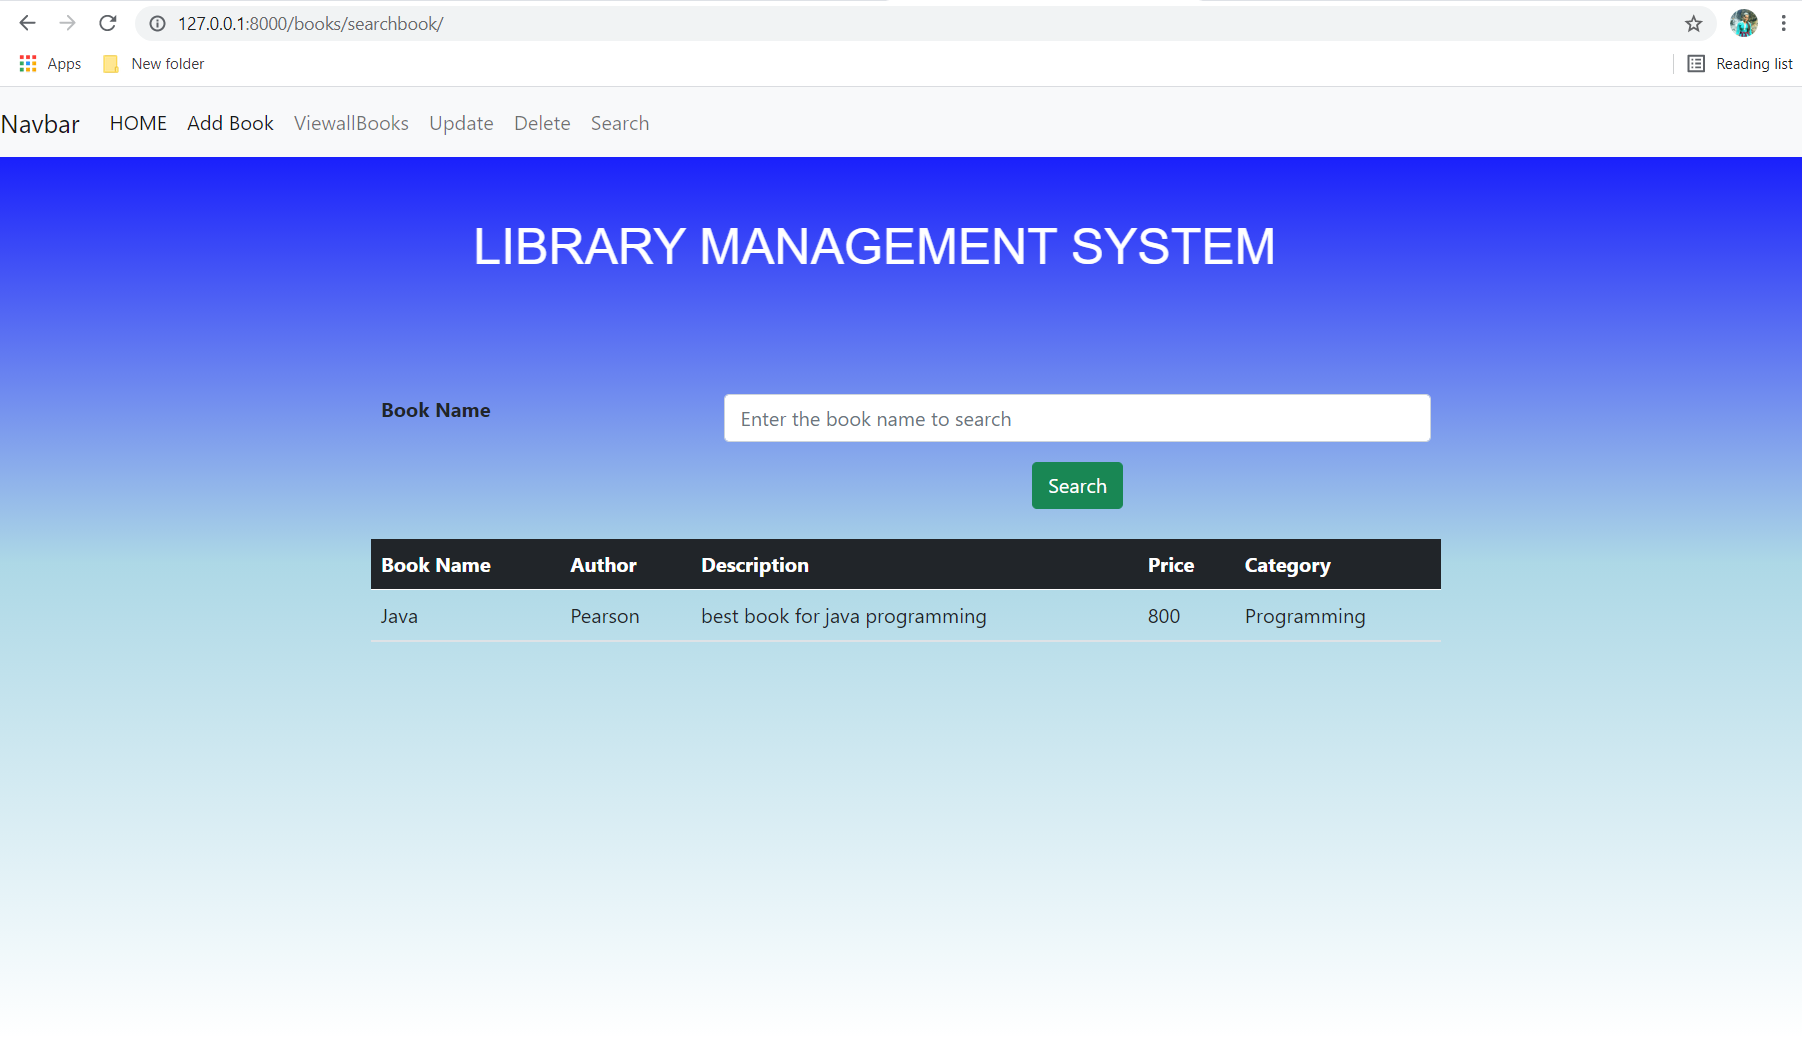 127.0.0.1:8000/books/searchbook/
Apps New folder Reading list
Navbar HOME Add Book ViewallBooks Update Delete Search
LIBRARY MANAGEMENT SYSTEM
Book Name Enter the book name to search
Search
Book Name Author Description Price Category
Java Pearson best book for java programming 800 Programming